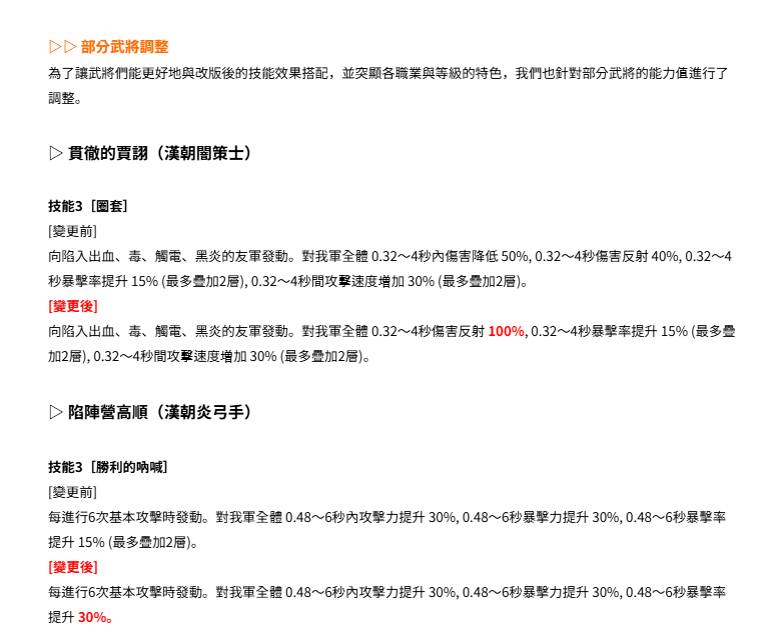 ▷▷ 部分武將調整
為了讓武將們能更好地與改版後的技能效果搭配，並突顯各職業與等級的特色，我們也針對部分武將的能力值進行了
調整。
▷ 貫徹的賈詡（漢朝闇策士）
技能3［圈套］
[變更前]
向陷入出血、毒、觸電、黑炎的友軍發動。對我軍全體 0.32～4秒內傷害降低 50%, 0.32～4秒傷害反射 40%, 0.32～4
秒暴擊率提升 15% (最多疊加2層), 0.32～4秒間攻擊速度增加 30% (最多疊加2層)。
[變更後]
向陷入出血、毒、觸電、黑炎的友軍發動。對我軍全體 0.32～4秒傷害反射 100%, 0.32～4秒暴擊率提升 15% (最多疊
加2層), 0.32～4秒間攻擊速度增加 30% (最多疊加2層)。
▷ 陷陣營高順（漢朝炎弓手）
技能3［勝利的吶喊］
[變更前]
每進行6次基本攻擊時發動。對我軍全體 0.48～6秒內攻擊力提升 30%, 0.48～6秒暴擊力提升 30%, 0.48～6秒暴擊率
提升 15% (最多疊加2層)。
[變更後]
每進行6次基本攻擊時發動。對我軍全體 0.48～6秒內攻擊力提升 30%, 0.48～6秒暴擊力提升 30%, 0.48～6秒暴擊率
提升 30%。